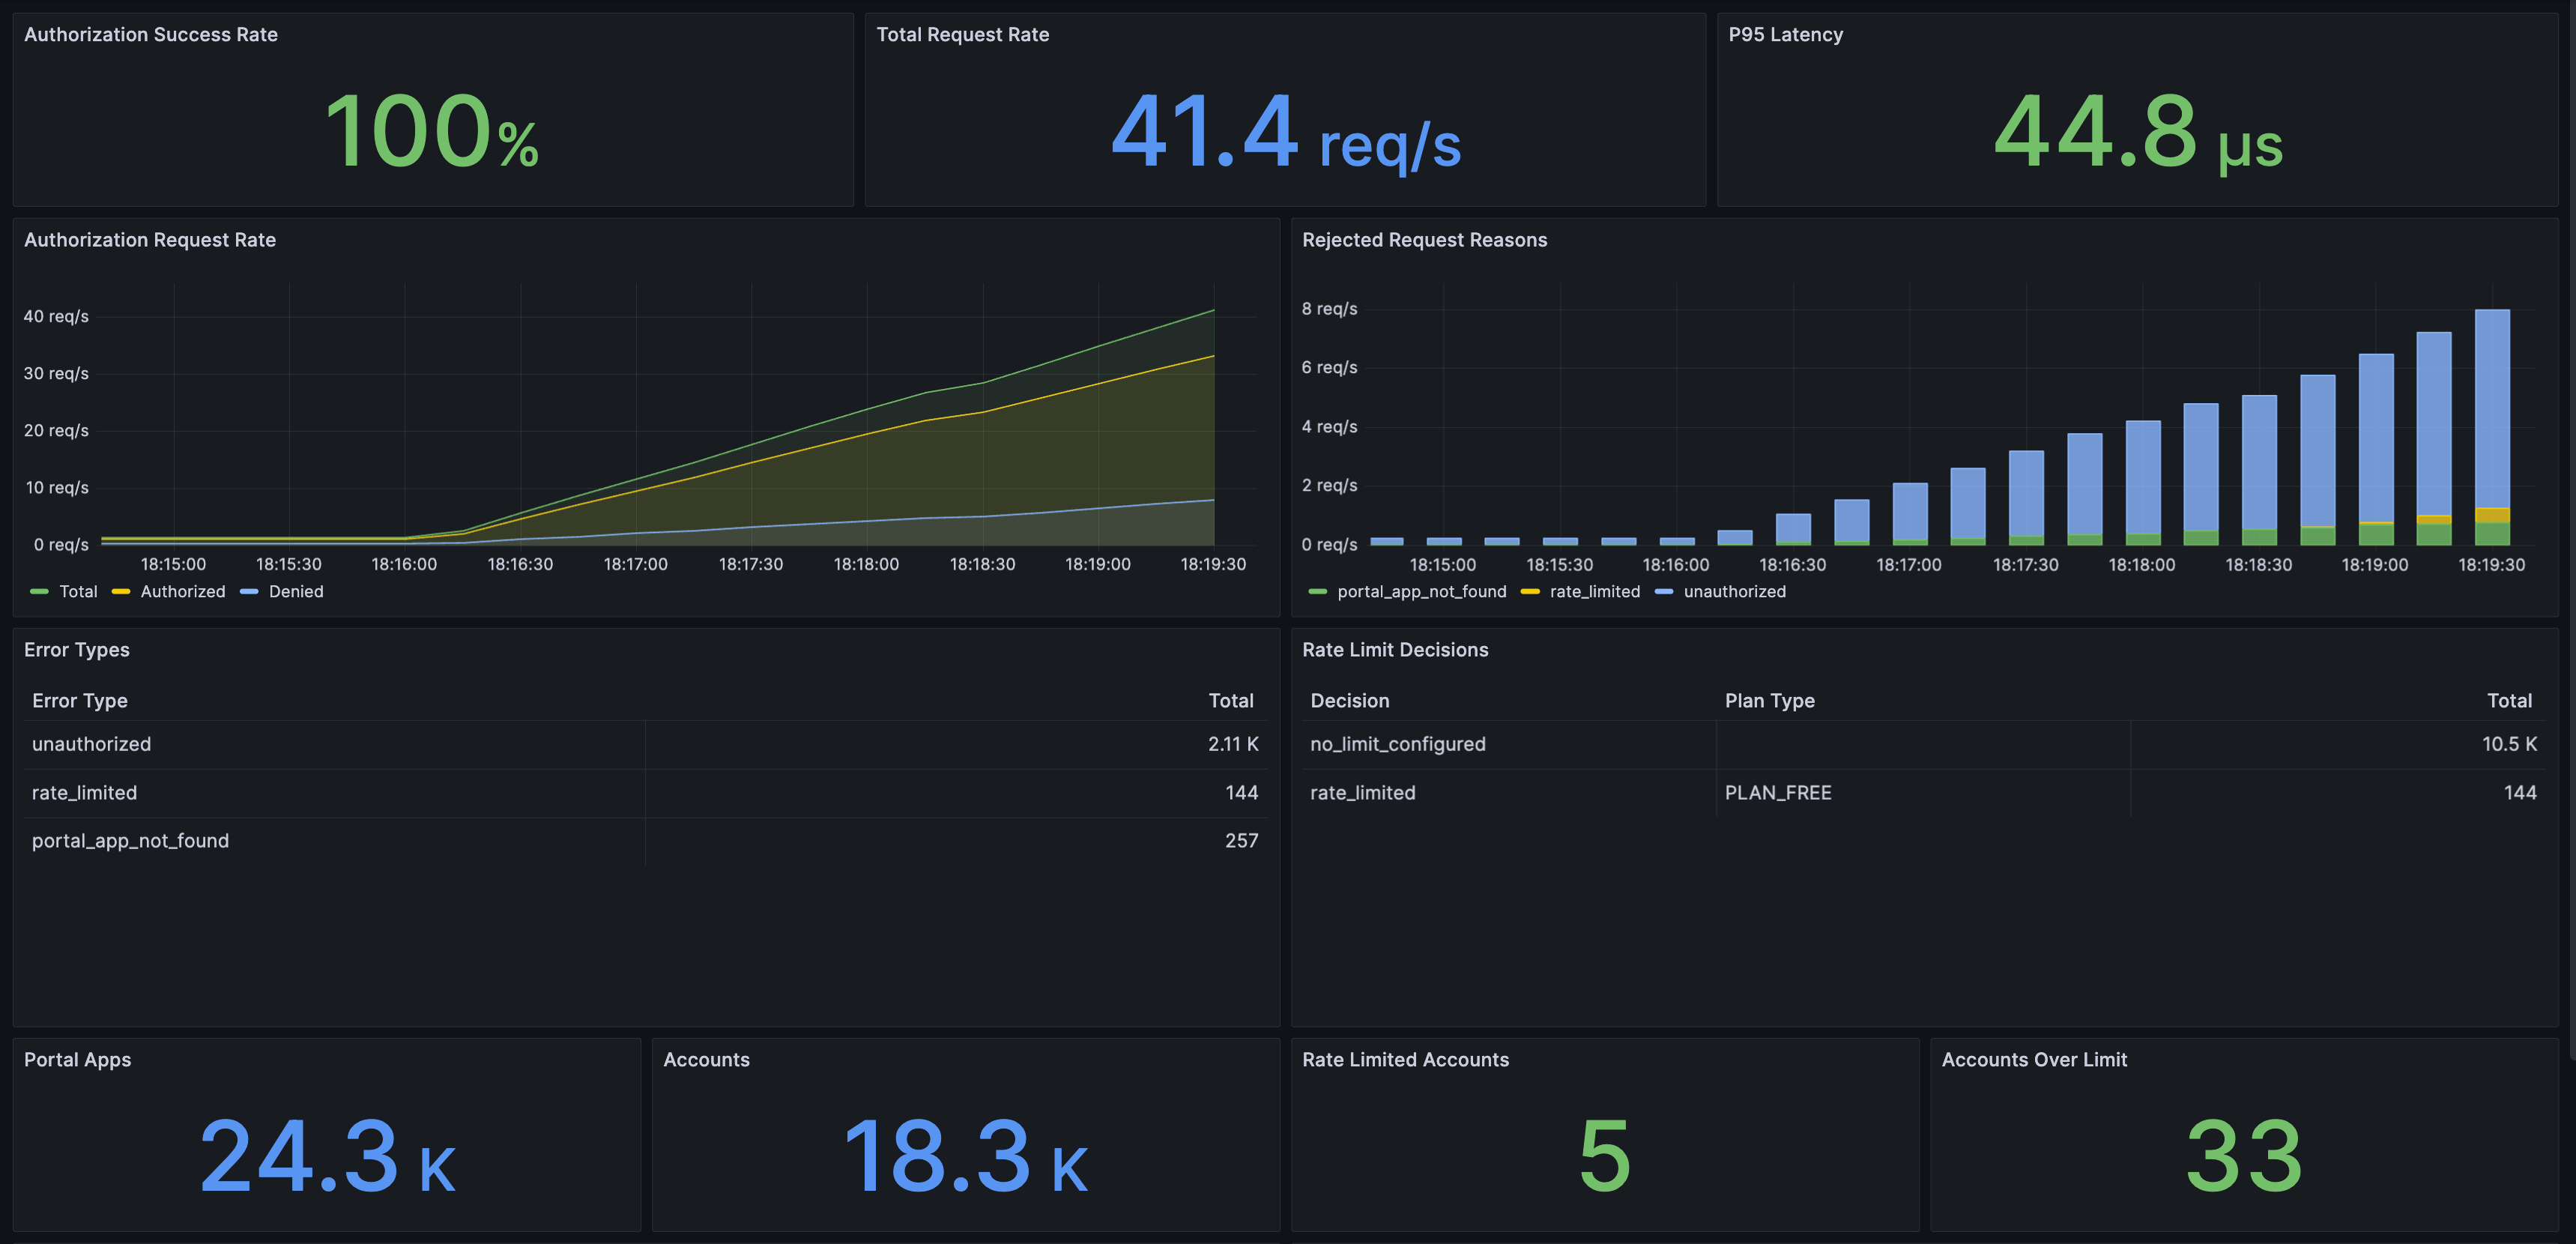 Authorization Success Rate
100%
Total Request Rate
41.4 req/s
P95 Latency
44.8 µs
Authorization Request Rate
40 req/s
30 req/s
20 req/s
10 req/s
0 req/s
18:15:00 18:15:30 18:16:00 18:16:30 18:17:00 18:17:30 18:18:00 18:18:30 18:19:00 18:19:30
Total Authorized Denied
Rejected Request Reasons
8 req/s
6 req/s
4 req/s
2 req/s
0 req/s
18:15:00 18:15:30 18:16:00 18:16:30 18:17:00 18:17:30 18:18:00 18:18:30 18:19:00 18:19:30
portal_app_not_found rate_limited unauthorized
Error Types
Error Type Total
unauthorized 2.11 K
rate_limited 144
portal_app_not_found 257
Rate Limit Decisions
Decision Plan Type Total
no_limit_configured 10.5 K
rate_limited PLAN_FREE 144
Portal Apps
24.3 K
Accounts
18.3 K
Rate Limited Accounts
5
Accounts Over Limit
33